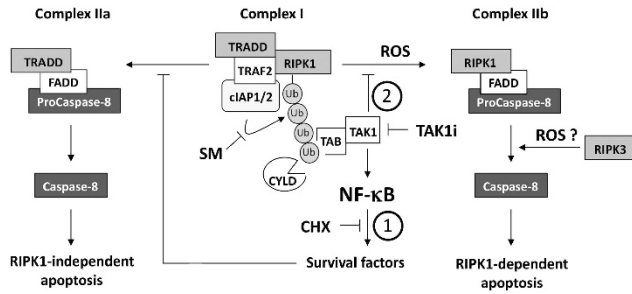 Complex IIa
Complex I
Complex IIb
TRADD
FADD
ProCaspase-8
Caspase-8
RIPK1-independent
apoptosis
TRADD
TRAF2
RIPK1
cIAP1/2
Ub
Ub
Ub
Ub
SM
CYLD
TAB
TAK1
TAK1i
ROS
2
NF-κB
CHX
1
Survival factors
RIPK1
FADD
ProCaspase-8
ROS ?
RIPK3
Caspase-8
RIPK1-dependent
apoptosis